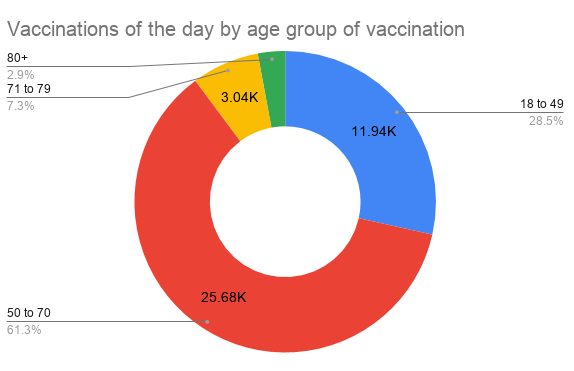 Vaccinations of the day by age group of vaccination
80+
2.9%
71 to 79
7.3%
3.04K
18 to 49
28.5%
11.94K
25.68K
50 to 70
61.3%